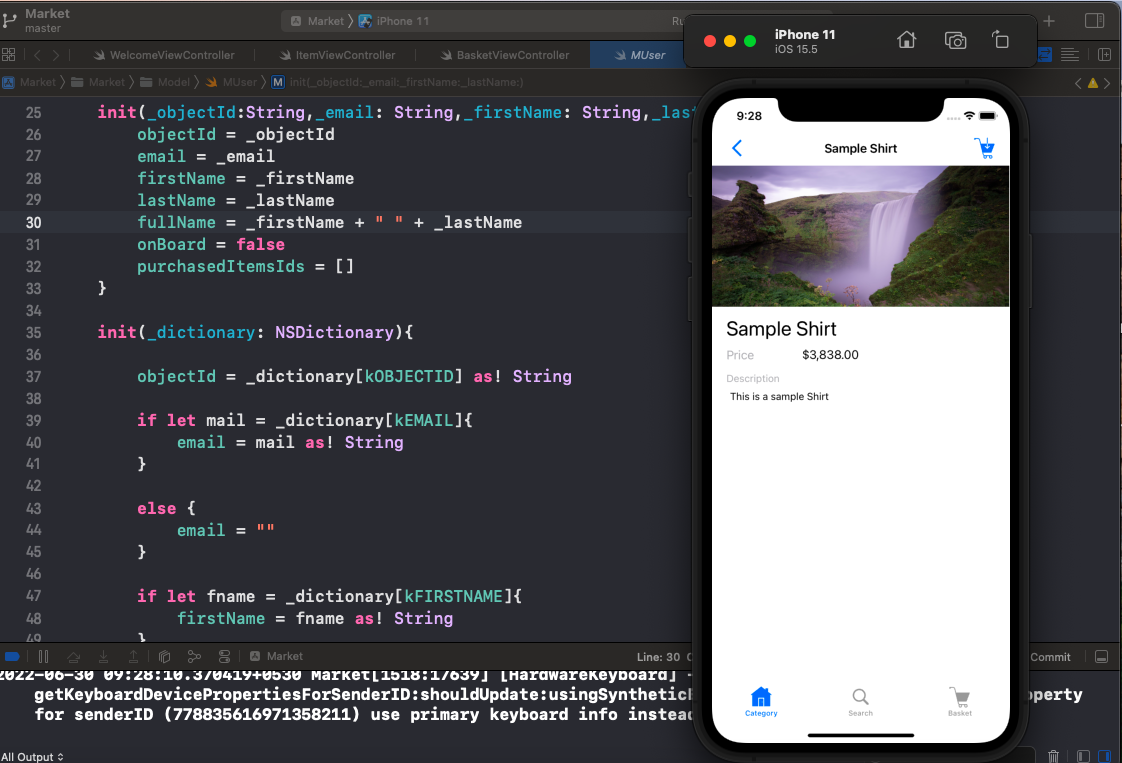 Market
master
Market
iPhone 11
WelcomeViewController
ItemViewController
BasketViewController
MUser
Market Market Model MUser M init(_objectId:_email:_firstName:_lastName:)
25 init(_objectId:String,_email: String,_firstName: String,_las
26 objectId = _objectId
27 email = _email
28 firstName = _firstName
29 lastName = _lastName
30 fullName = _firstName + " " + _lastName
31 onBoard = false
32 purchasedItemsIds = []
33 }
34
35 init(_dictionary: NSDictionary){
36
37 objectId = _dictionary[kOBJECTID] as! String
38
39 if let mail = _dictionary[kEMAIL]{
40 email = mail as! String
41 }
42
43 else {
44 email = ""
45 }
46
47 if let fname = _dictionary[kFIRSTNAME]{
48 firstName = fname as! String
49 }
Market
Line: 30
Commit
2022-06-30 09:28:10.370419+0530 Market[1518:17639] [HardwareKeyboard] -
getKeyboardDevicePropertiesForSenderID:shouldUpdate:usingSynthetic
operty
for senderID (778835616971358211) use primary keyboard info instead
All Output
iPhone 11
iOS 15.5
9:28
Sample Shirt
Sample Shirt
Price $3,838.00
Description
This is a sample Shirt
Category
Search
Basket